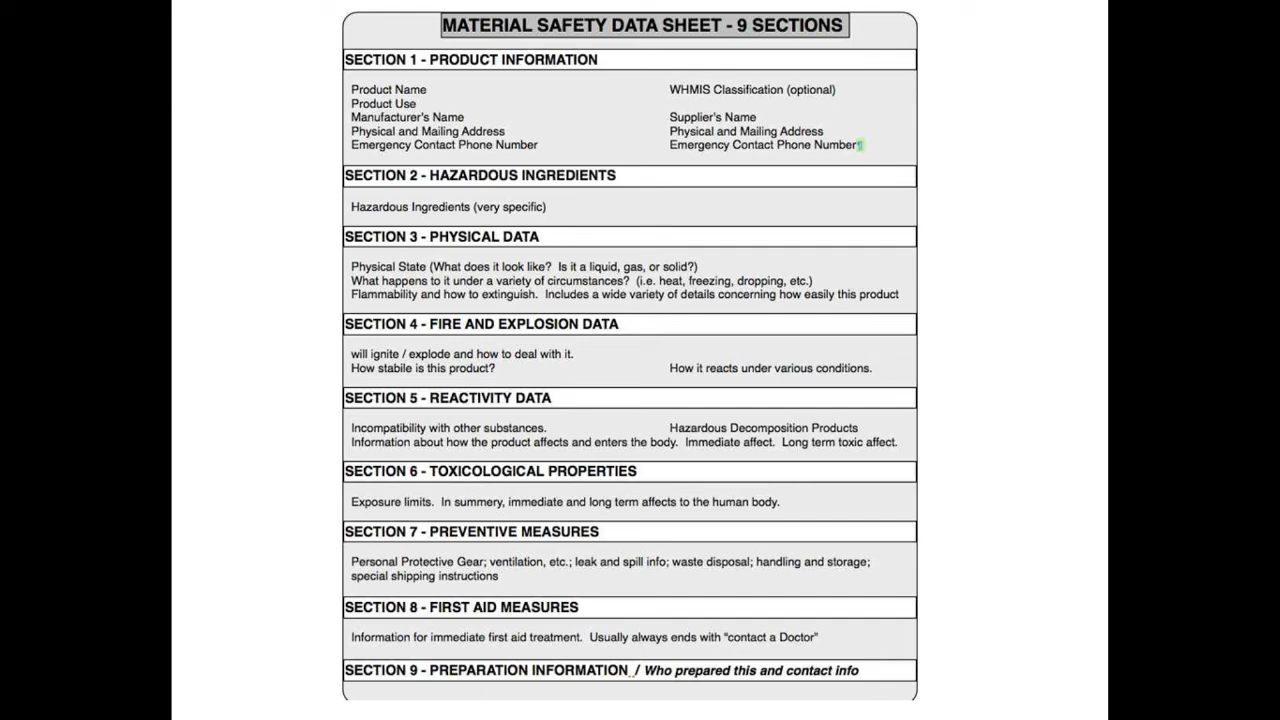 MATERIAL SAFETY DATA SHEET - 9 SECTIONS
SECTION 1 - PRODUCT INFORMATION
Product Name WHMIS Classification (optional)
Product Use
Manufacturer's Name Supplier's Name
Physical and Mailing Address Physical and Mailing Address
Emergency Contact Phone Number Emergency Contact Phone Number
SECTION 2 - HAZARDOUS INGREDIENTS
Hazardous Ingredients (very specific)
SECTION 3 - PHYSICAL DATA
Physical State (What does it look like? Is it a liquid, gas, or solid?)
What happens to it under a variety of circumstances? (i.e. heat, freezing, dropping, etc.)
Flammability and how to extinguish. Includes a wide variety of details concerning how easily this product
SECTION 4 - FIRE AND EXPLOSION DATA
will ignite / explode and how to deal with it.
How stabile is this product? How it reacts under various conditions.
SECTION 5 - REACTIVITY DATA
Incompatibility with other substances. Hazardous Decomposition Products
Information about how the product affects and enters the body. Immediate affect. Long term toxic affect.
SECTION 6 - TOXICOLOGICAL PROPERTIES
Exposure limits. In summery, immediate and long term affects to the human body.
SECTION 7 - PREVENTIVE MEASURES
Personal Protective Gear; ventilation, etc.; leak and spill info; waste disposal; handling and storage;
special shipping instructions
SECTION 8 - FIRST AID MEASURES
Information for immediate first aid treatment. Usually always ends with "contact a Doctor"
SECTION 9 - PREPARATION INFORMATION / Who prepared this and contact info